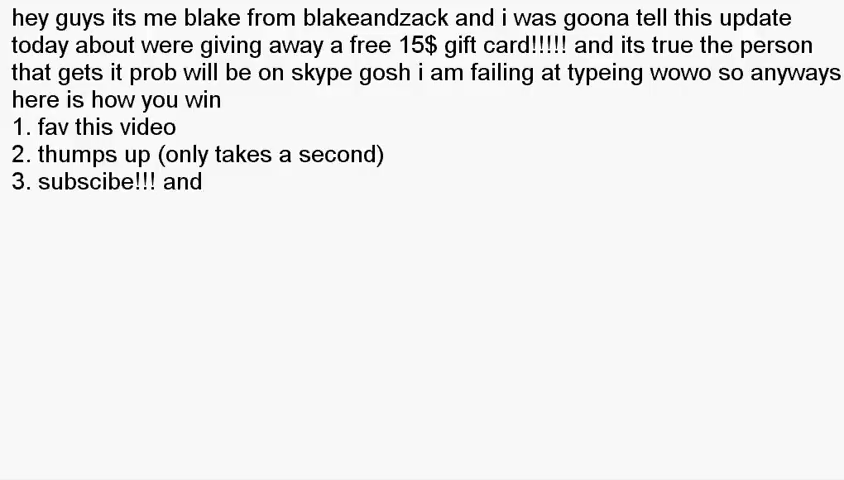 hey guys its me blake from blakeandzack and i was goona tell this update
today about were giving away a free 15$ gift card!!!!! and its true the person
that gets it prob will be on skype gosh i am failing at typeing wowo so anyways
here is how you win
1. fav this video
2. thumps up (only takes a second)
3. subscibe!!! and